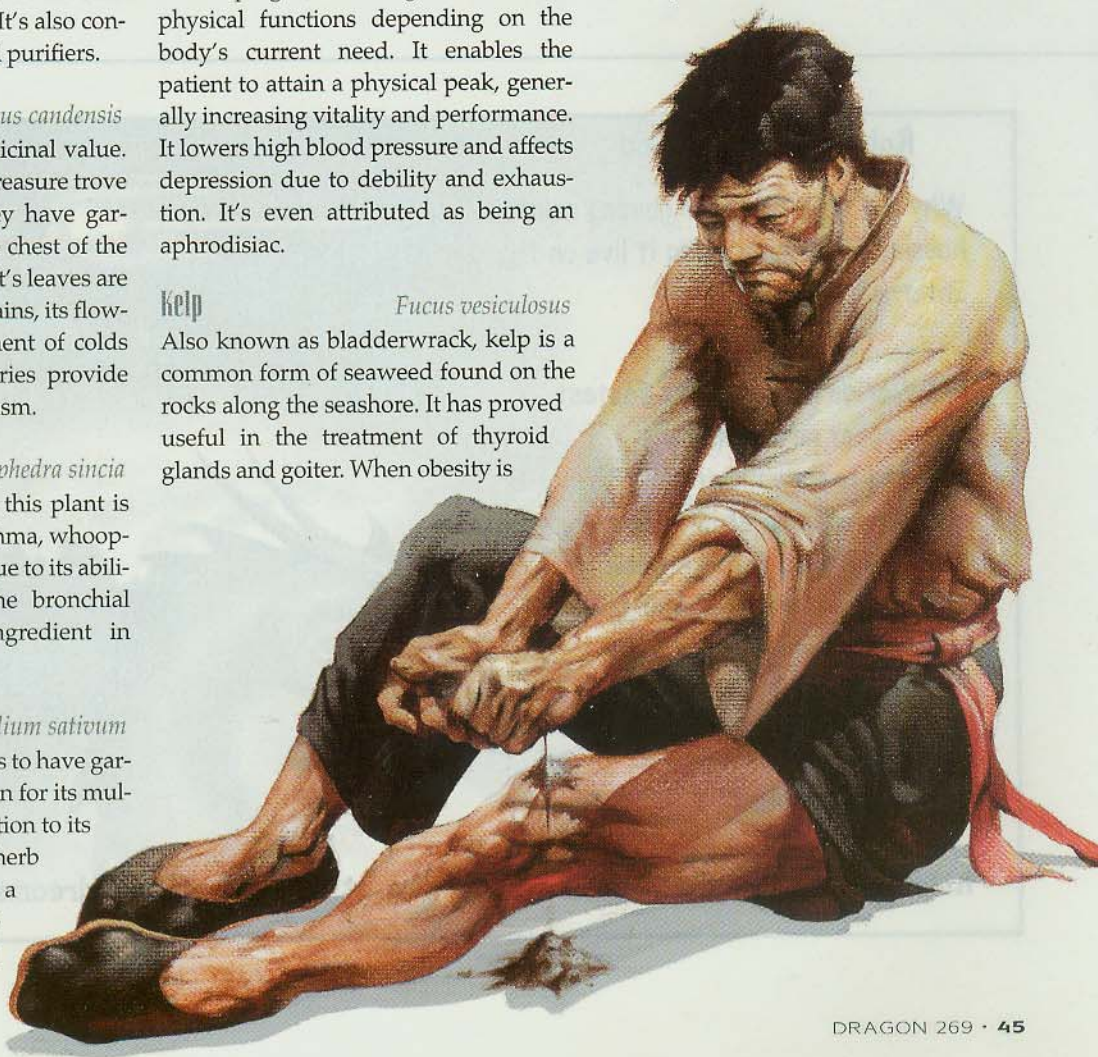 It's also con-
purifiers.
us candensis
icinal value.
reasure trove
y have gar-
chest of the
t's leaves are
ains, its flow-
ent of colds
ries provide
sm.
phedra sincia
this plant is
ma, whoop-
ue to its abili-
ne bronchial
ngredient in
lium sativum
s to have gar-
n for its mul-
tion to its
herb
a
physical functions depending on the
body's current need. It enables the
patient to attain a physical peak, gener-
ally increasing vitality and performance.
It lowers high blood pressure and affects
depression due to debility and exhaus-
tion. It's even attributed as being an
aphrodisiac.
Kelp Fucus vesiculosus
Also known as bladderwrack, kelp is a
common form of seaweed found on the
rocks along the seashore. It has proved
useful in the treatment of thyroid
glands and goiter. When obesity is
DRAGON 269 · 45